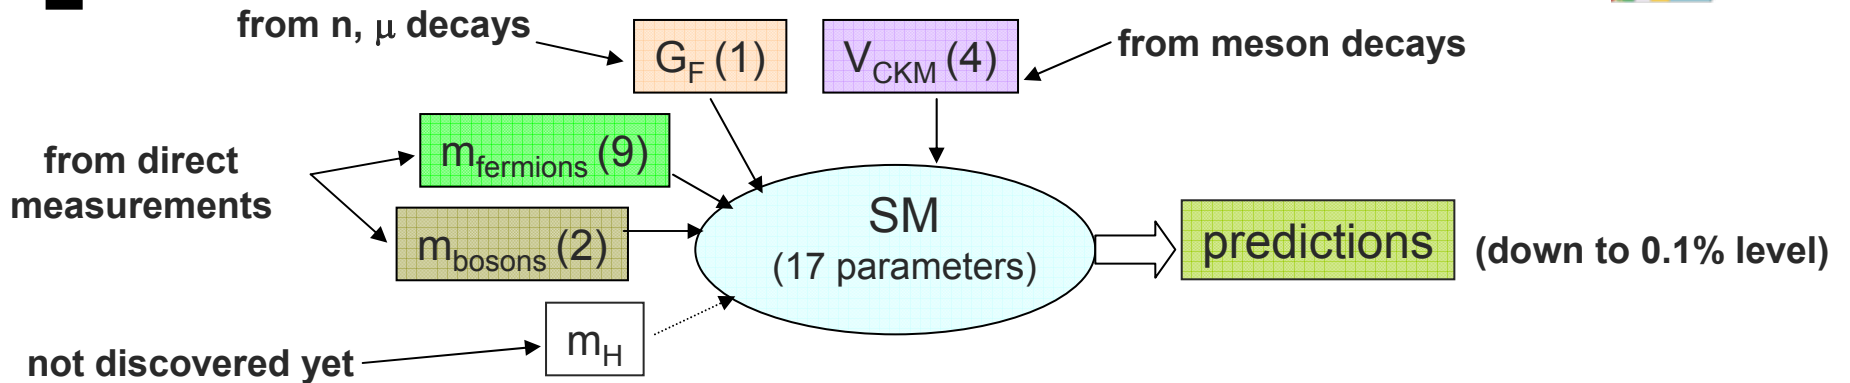 from n, μ decays
G_F (1)
V_CKM (4)
from meson decays
from direct
measurements
m_fermions (9)
m_bosons (2)
SM
(17 parameters)
predictions
(down to 0.1% level)
m_H
not discovered yet